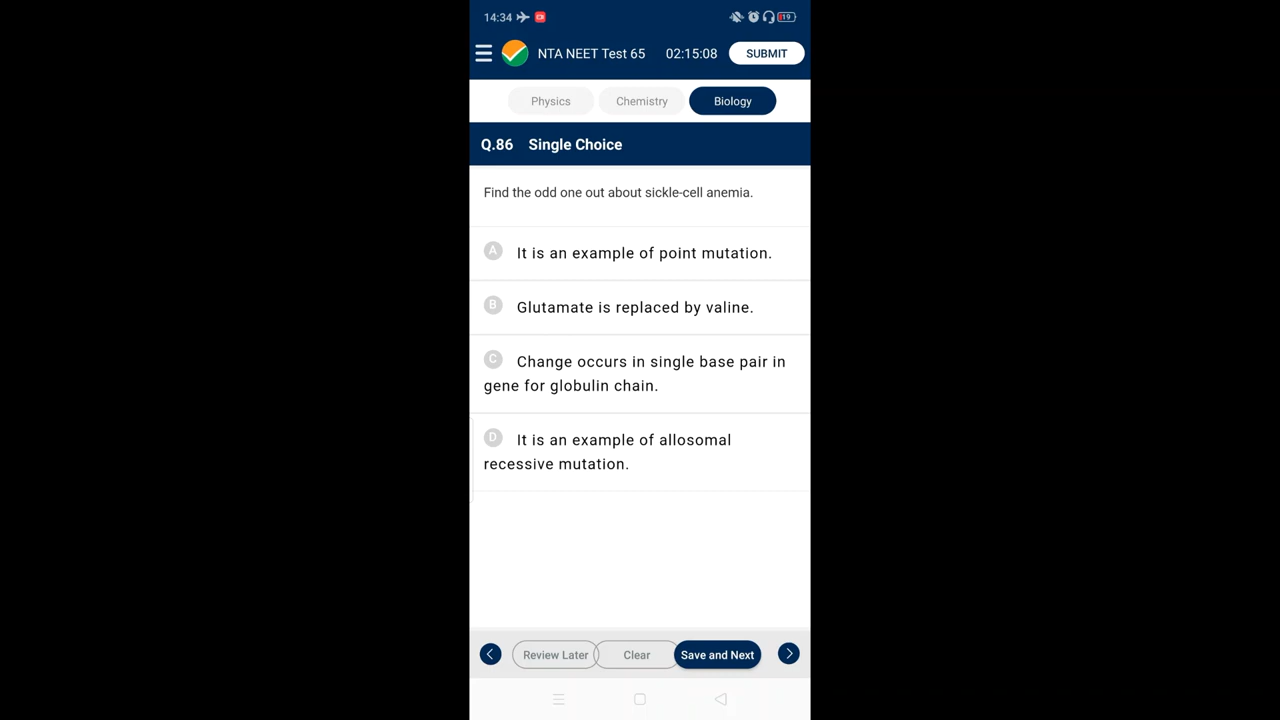 14:34
19
NTA NEET Test 65 02:15:08 SUBMIT
Physics Chemistry Biology
Q.86 Single Choice
Find the odd one out about sickle-cell anemia.
A It is an example of point mutation.
B Glutamate is replaced by valine.
C Change occurs in single base pair in
gene for globulin chain.
D It is an example of allosomal
recessive mutation.
Review Later Clear Save and Next